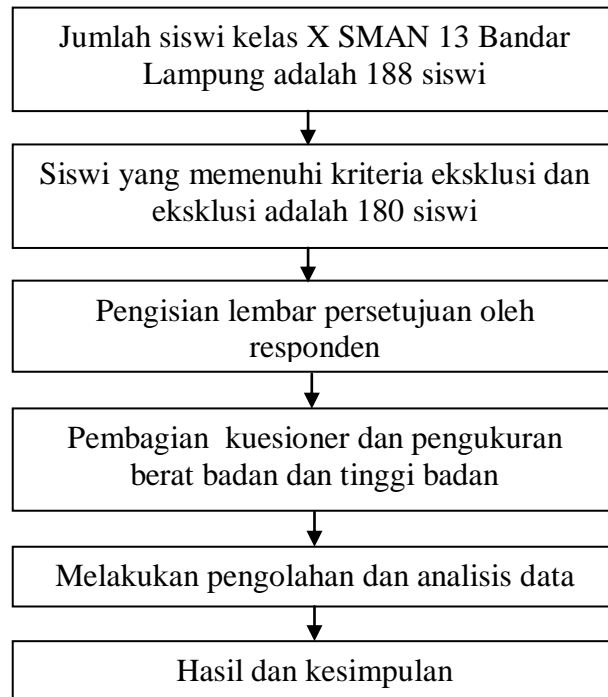 Jumlah siswi kelas X SMAN 13 Bandar
Lampung adalah 188 siswi
Siswi yang memenuhi kriteria eksklusi dan
eksklusi adalah 180 siswi
Pengisian lembar persetujuan oleh
responden
Pembagian kuesioner dan pengukuran
berat badan dan tinggi badan
Melakukan pengolahan dan analisis data
Hasil dan kesimpulan